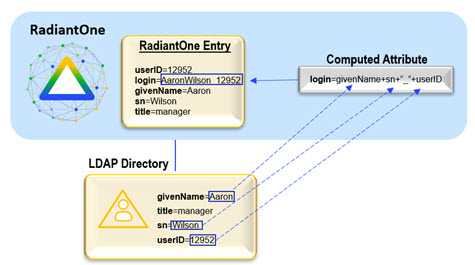 RadiantOne
RadiantOne Entry
userID=12952
login=AaronWilson_12952
givenName=Aaron
sn=Wilson
title=manager
Computed Attribute
login=givenName+sn+"_"+userID
LDAP Directory
givenName=Aaron
title=manager
sn=Wilson
userID=12952